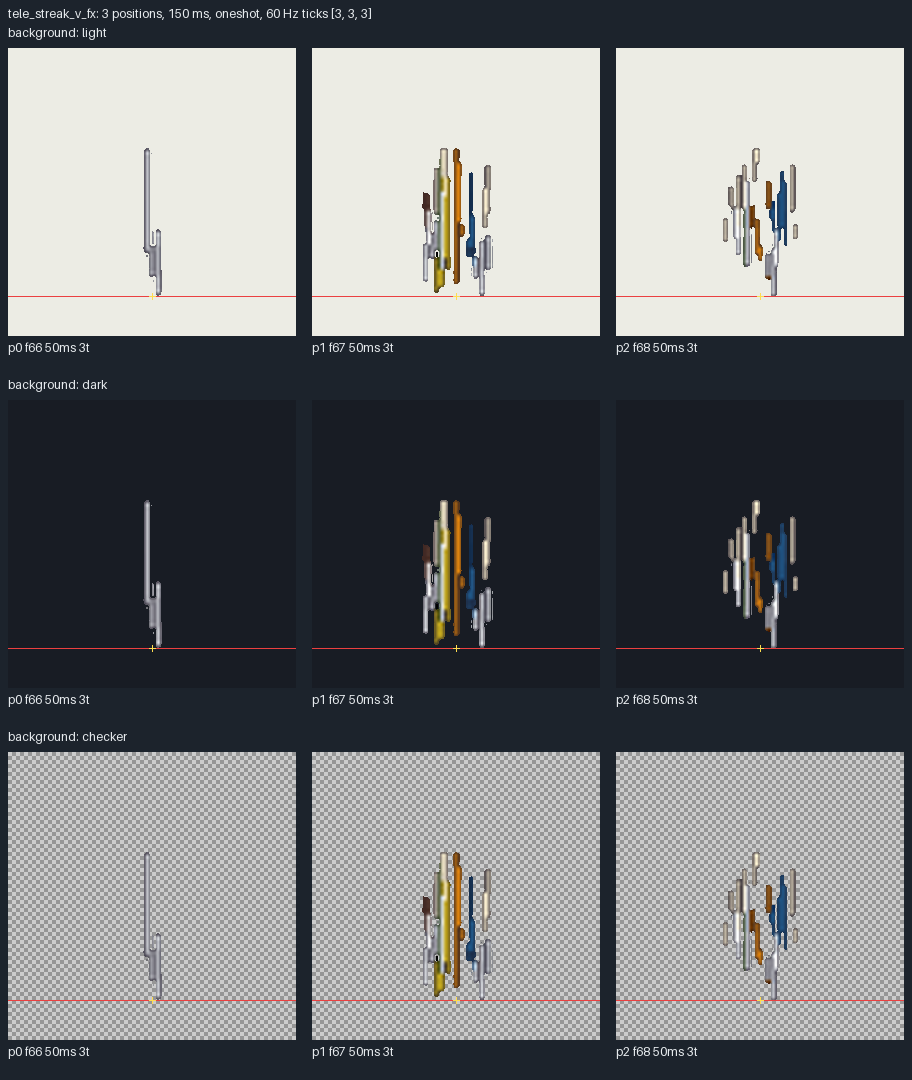 tele_streak_v_fx: 3 positions, 150 ms, oneshot, 60 Hz ticks [3, 3, 3]
background: light
p0 f66 50ms 3t
p1 f67 50ms 3t
p2 f68 50ms 3t
background: dark
p0 f66 50ms 3t
p1 f67 50ms 3t
p2 f68 50ms 3t
background: checker
p0 f66 50ms 3t
p1 f67 50ms 3t
p2 f68 50ms 3t